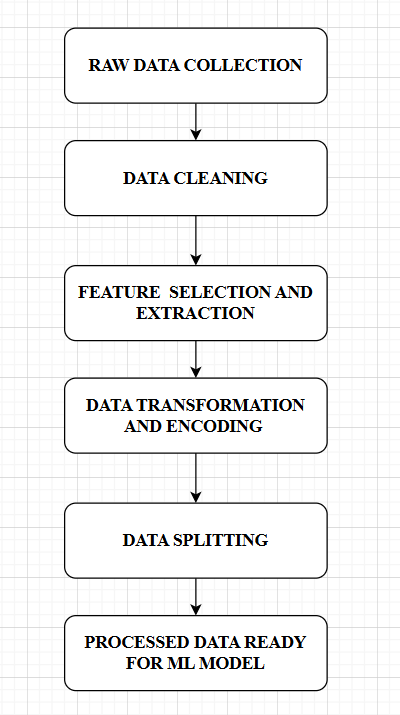 RAW DATA COLLECTION
DATA CLEANING
FEATURE SELECTION AND
EXTRACTION
DATA TRANSFORMATION
AND ENCODING
DATA SPLITTING
PROCESSED DATA READY
FOR ML MODEL